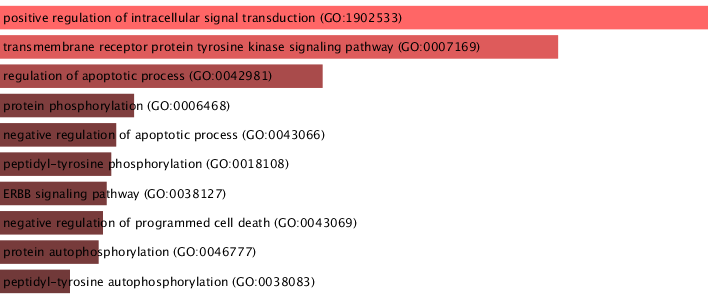 positive regulation of intracellular signal transduction (GO:1902533)
transmembrane receptor protein tyrosine kinase signaling pathway (GO:0007169)
regulation of apoptotic process (GO:0042981)
protein phosphorylation (GO:0006468)
negative regulation of apoptotic process (GO:0043066)
peptidyl-tyrosine phosphorylation (GO:0018108)
ERBB signaling pathway (GO:0038127)
negative regulation of programmed cell death (GO:0043069)
protein autophosphorylation (GO:0046777)
peptidyl-tyrosine autophosphorylation (GO:0038083)